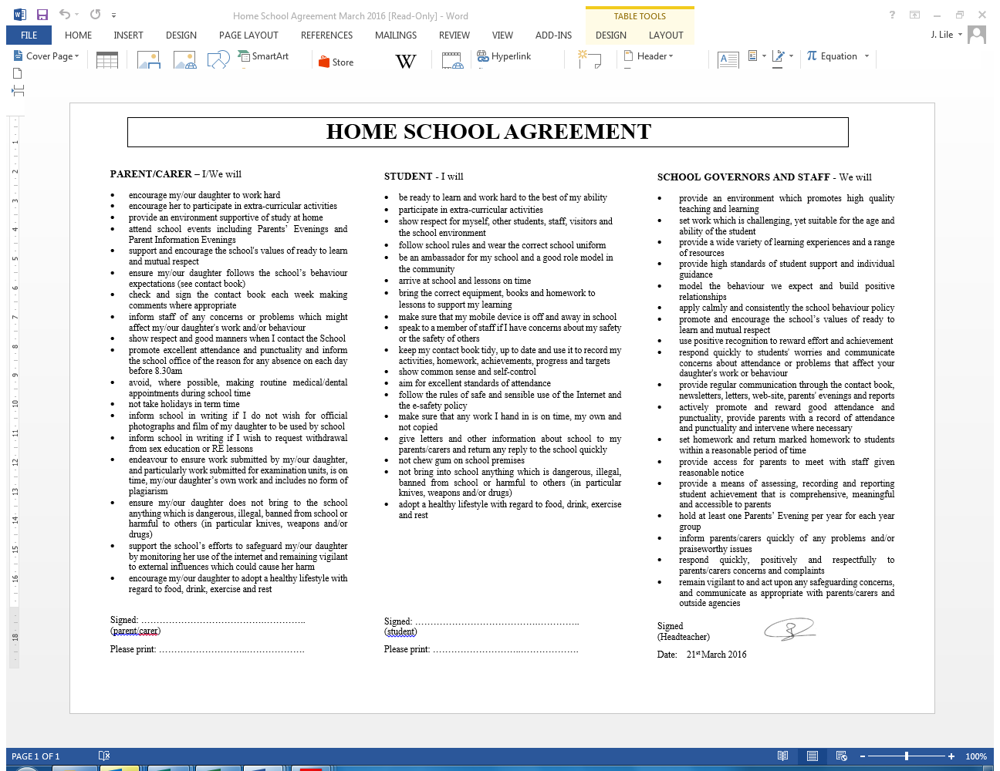 Home School Agreement March 2016 [Read-Only] - Word
TABLE TOOLS
?
FILE
HOME
INSERT
DESIGN
PAGE LAYOUT
REFERENCES
MAILINGS
REVIEW
VIEW
ADD-INS
DESIGN
LAYOUT
J. Lile
Cover Page
SmartArt
Store
W
Hyperlink
Header
A
π Equation
HOME SCHOOL AGREEMENT
PARENT/CARER – I/We will
• encourage my/our daughter to work hard
• encourage her to participate in extra-curricular activities
• provide an environment supportive of study at home
• attend school events including Parents’ Evenings and
Parent Information Evenings
• support and encourage the school's values of ready to learn
and mutual respect
• ensure my/our daughter follows the school’s behaviour
expectations (see contact book)
• check and sign the contact book each week making
comments where appropriate
• inform staff of any concerns or problems which might
affect my/our daughter's work and/or behaviour
• show respect and good manners when I contact the School
• promote excellent attendance and punctuality and inform
the school office of the reason for any absence on each day
before 8.30am
• avoid, where possible, making routine medical/dental
appointments during school time
• not take holidays in term time
• inform school in writing if I do not wish for official
photographs and film of my daughter to be used by school
• inform school in writing if I wish to request withdrawal
from sex education or RE lessons
• endeavour to ensure work submitted by my/our daughter,
and particularly work submitted for examination units, is on
time, my/our daughter’s own work and includes no form of
plagiarism
• ensure my/our daughter does not bring to the school
anything which is dangerous, illegal, banned from school or
harmful to others (in particular knives, weapons and/or
drugs)
• support the school’s efforts to safeguard my/our daughter
by monitoring her use of the internet and remaining vigilant
to external influences which could cause her harm
• encourage my/our daughter to adopt a healthy lifestyle with
regard to food, drink, exercise and rest
Signed: ………………………………………………..
(parent/carer)
Please print: …………………………………………….
STUDENT - I will
• be ready to learn and work hard to the best of my ability
• participate in extra-curricular activities
• show respect for myself, other students, staff, visitors and
the school environment
• follow school rules and wear the correct school uniform
• be an ambassador for my school and a good role model in
the community
• arrive at school and lessons on time
• bring the correct equipment, books and homework to
lessons to support my learning
• make sure that my mobile device is off and away in school
• speak to a member of staff if I have concerns about my safety
or the safety of others
• keep my contact book tidy, up to date and use it to record my
activities, homework, achievements, progress and targets
• show common sense and self-control
• aim for excellent standards of attendance
• follow the rules of safe and sensible use of the Internet and
the e-safety policy
• make sure that any work I hand in is on time, my own and
not copied
• give letters and other information about school to my
parents/carers and return any reply to the school quickly
• not chew gum on school premises
• not bring into school anything which is dangerous, illegal,
banned from school or harmful to others (in particular
knives, weapons and/or drugs)
• adopt a healthy lifestyle with regard to food, drink, exercise
and rest
Signed: ………………………………………………..
(student)
Please print: …………………………………………….
SCHOOL GOVERNORS AND STAFF - We will
• provide an environment which promotes high quality
teaching and learning
• set work which is challenging, yet suitable for the age and
ability of the student
• provide a wide variety of learning experiences and a range
of resources
• provide high standards of student support and individual
guidance
• model the behaviour we expect and build positive
relationships
• apply calmly and consistently the school behaviour policy
• promote and encourage the school’s values of ready to
learn and mutual respect
• use positive recognition to reward effort and achievement
• respond quickly to students' worries and communicate
concerns about attendance or problems that affect your
daughter's work or behaviour
• provide regular communication through the contact book,
newsletters, letters, web-site, parents' evenings and reports
• actively promote and reward good attendance and
punctuality, provide parents with a record of attendance
and punctuality and intervene where necessary
• set homework and return marked homework to students
within a reasonable period of time
• provide access for parents to meet with staff given
reasonable notice
• provide a means of assessing, recording and reporting
student achievement that is comprehensive, meaningful
and accessible to parents
• hold at least one Parents’ Evening per year for each year
group
• inform parents/carers quickly of any problems and/or
praiseworthy issues
• respond quickly, positively and respectfully to
parents/carers concerns and complaints
• remain vigilant to and act upon any safeguarding concerns,
and communicate as appropriate with parents/carers and
outside agencies
Signed
(Headteacher)
Date: 21st March 2016
1
2
3
4
5
6
7
8
9
10
11
12
13
14
15
16
18
PAGE 1 OF 1
100%